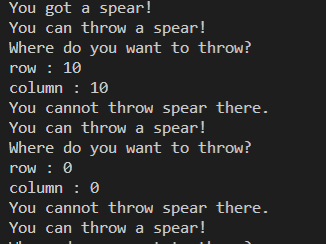 You got a spear!
You can throw a spear!
Where do you want to throw?
row : 10
column : 10
You cannot throw spear there.
You can throw a spear!
Where do you want to throw?
row : 0
column : 0
You cannot throw spear there.
You can throw a spear!